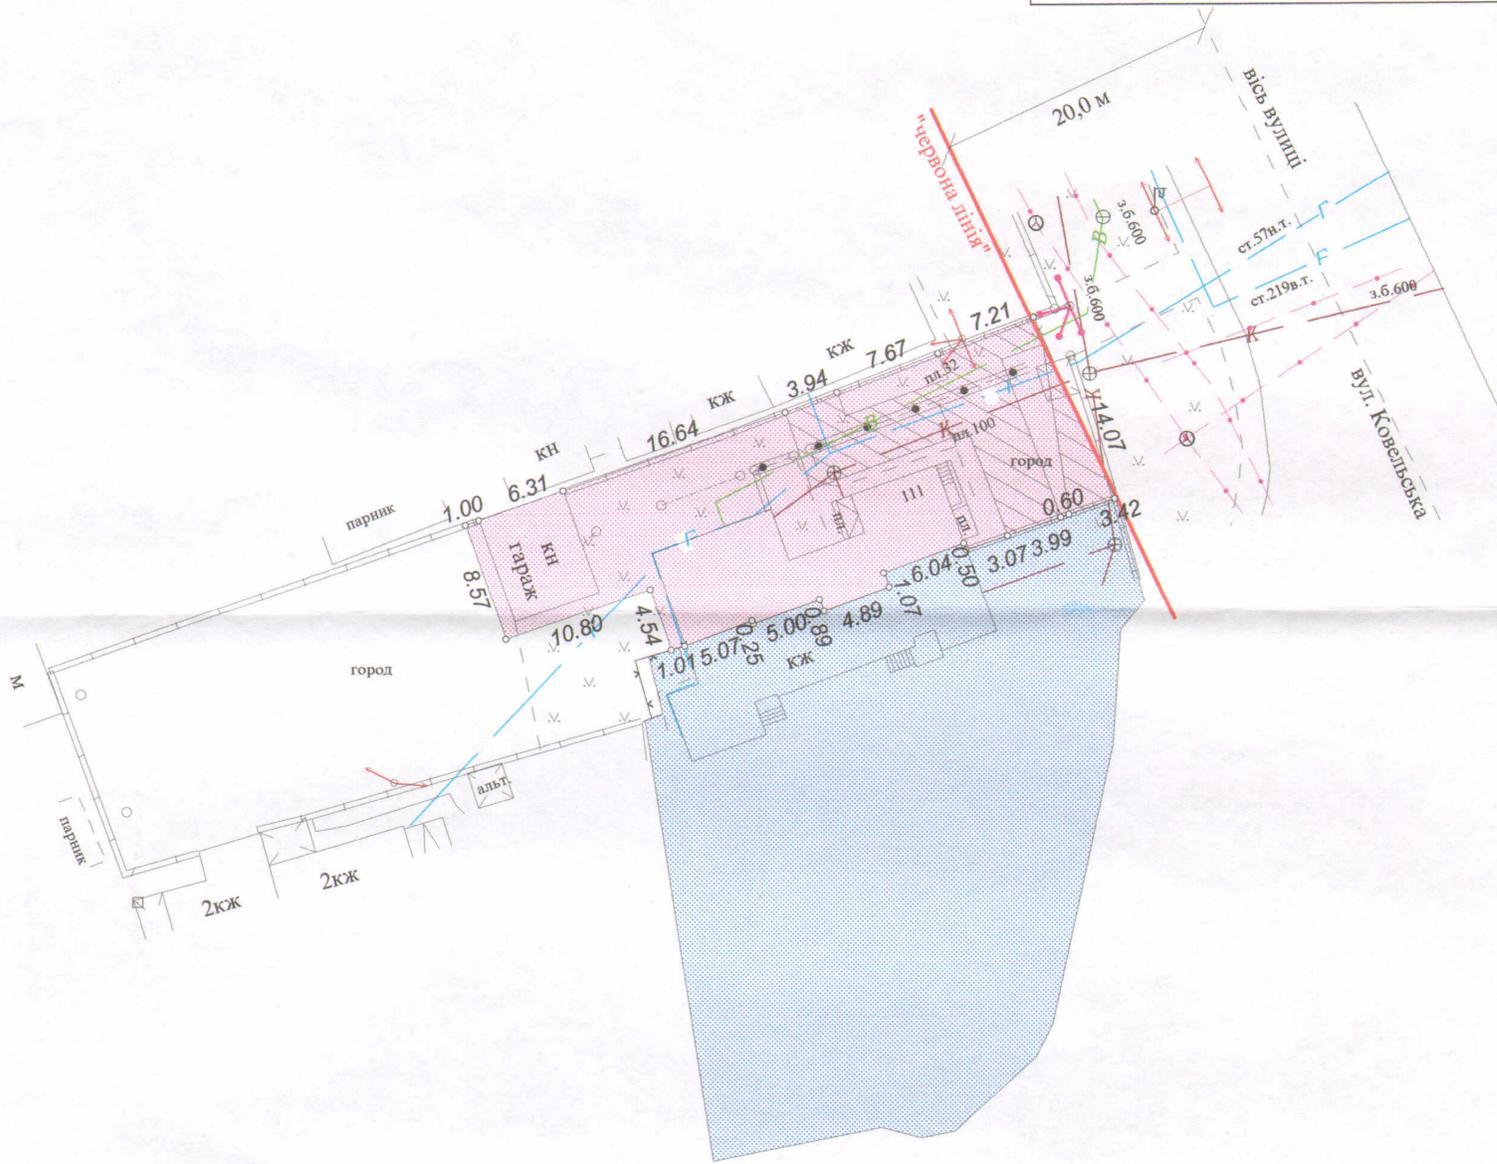 20,0 м
вісь вулиці
"червона лінія"
з.б.600
В
Г
ст.57н.т.
ст.219в.т.
з.б.600
з.б.600
К
7.21
кж
7.67
пл.32
3.94
кж
В
К
пл.100
К
14.07
вул. Ковельська
16.64
кн
город
6.31
1.00
парник
кн
гараж
111
пл.
пл.
0.60
3.42
3.99
3.07
0.50
6.04
1.07
4.89
0.89
5.00
0.25
5.07
1.01
кж
8.57
10.80
4.54
город
м
альт.
парник
2кж
2кж